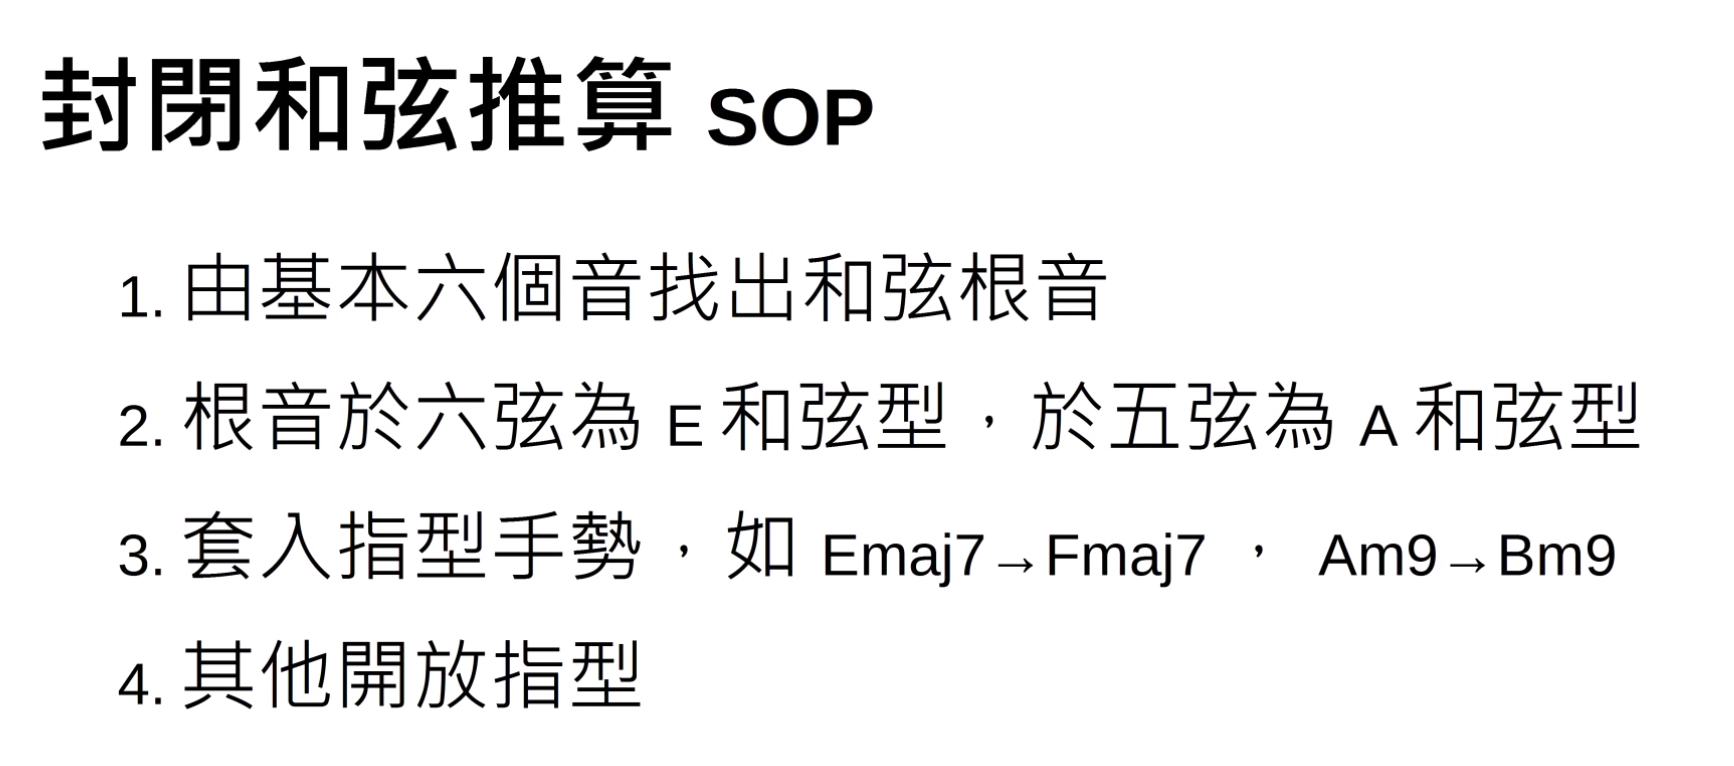 封閉和弦推算 SOP
1. 由基本六個音找出和弦根音
2. 根音於六弦為 E 和弦型，於五弦為 A 和弦型
3. 套入指型手勢，如 Emaj7→Fmaj7 ， Am9→Bm9
4. 其他開放指型